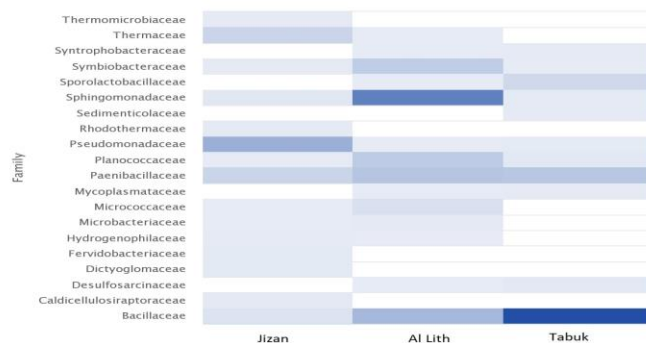 Thermomicrobiaceae
Thermaceae
Syntrophobacteraceae
Symbiobacteraceae
Sporolactobacillaceae
Sphingomonadaceae
Sedimenticolaceae
Rhodothermaceae
Pseudomonadaceae
Planococcaceae
Paenibacillaceae
Mycoplasmataceae
Micrococcaceae
Microbacteriaceae
Hydrogenophilaceae
Fervidobacteriaceae
Dictyoglomaceae
Desulfosarcinaceae
Caldicellulosiraptoraceae
Bacillaceae
Family
Jizan Al Lith Tabuk